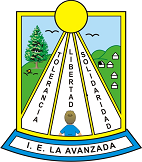 TOLERANCIA
LIBERTAD
SOLIDARIDAD
I. E. LA AVANZADA